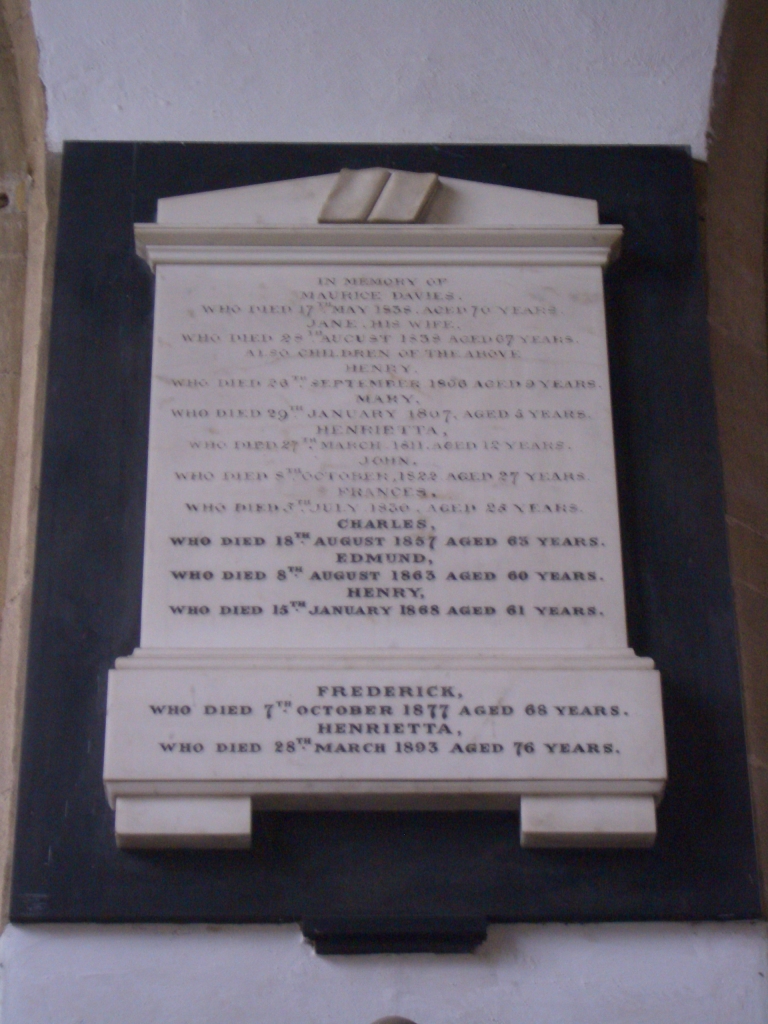 IN MEMORY OF
MAURICE DAVIES.
WHO DIED 17TH MAY 1838. AGED 70 YEARS.
JANE, HIS WIFE.
WHO DIED 28TH AUGUST 1838 AGED 67 YEARS.
ALSO CHILDREN OF THE ABOVE
HENRY.
WHO DIED 26TH SEPTEMBER 1806 AGED 9 YEARS.
MARY.
WHO DIED 29TH JANUARY 1807. AGED YEARS.
HENRIETTA,
WHO DIED 27TH MARCH 1811. AGED 12 YEARS.
JOHN.
WHO DIED 8TH OCTOBER, 1822 AGED 27 YEARS.
FRANCES.
WHO DIED JULY 1830. AGED YEARS.
CHARLES,
WHO DIED 18TH AUGUST 1857 AGED 63 YEARS.
EDMUND,
WHO DIED 8TH AUGUST 1863 AGED 60 YEARS.
HENRY,
WHO DIED 15TH JANUARY 1868 AGED 61 YEARS.
FREDERICK,
WHO DIED 7TH OCTOBER 1877 AGED 68 YEARS.
HENRIETTA,
WHO DIED 28TH MARCH 1893 AGED 76 YEARS.